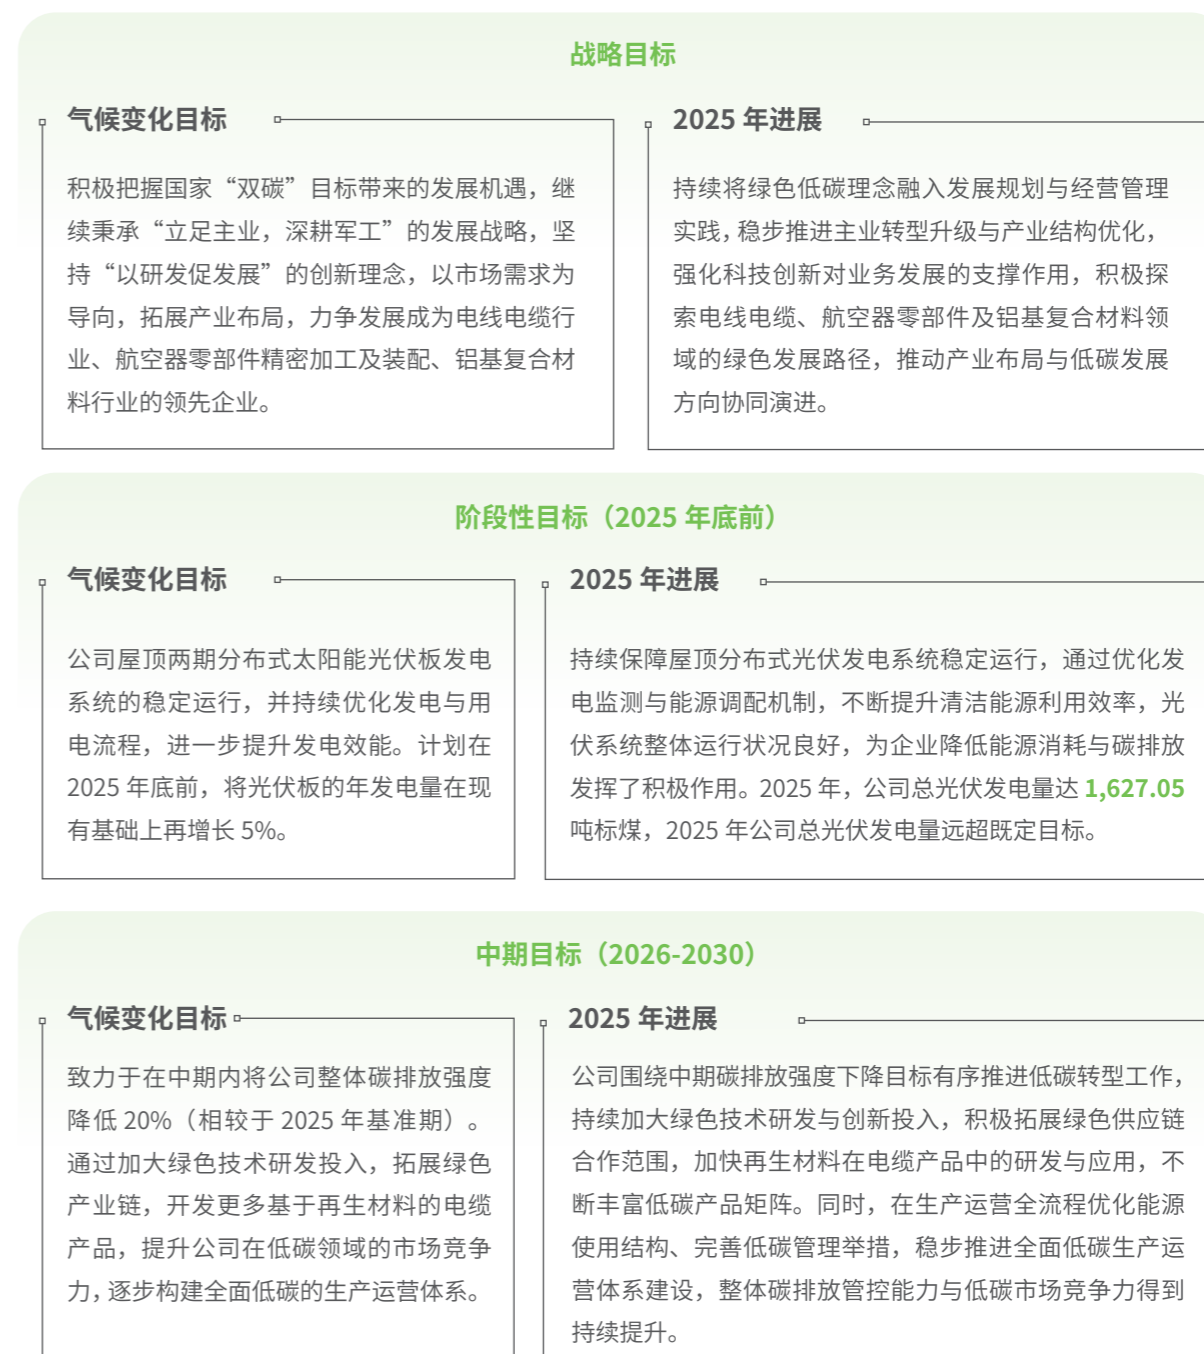 战略目标
气候变化目标
积极把握国家“双碳”目标带来的发展机遇，继
续秉承“立足主业，深耕军工”的发展战略，坚
持“以研发促发展”的创新理念，以市场需求为
导向，拓展产业布局，力争发展成为电线电缆行
业、航空器零部件精密加工及装配、铝基复合材
料行业的领先企业。
2025 年进展
持续将绿色低碳理念融入发展规划与经营管理
实践，稳步推进主业转型升级与产业结构优化，
强化科技创新对业务发展的支撑作用，积极探
索电线电缆、航空器零部件及铝基复合材料领
域的绿色发展路径，推动产业布局与低碳发展
方向协同演进。
阶段性目标（2025 年底前）
气候变化目标
公司屋顶两期分布式太阳能光伏板发电
系统的稳定运行，并持续优化发电与用
电流程，进一步提升发电效能。计划在
2025 年底前，将光伏板的年发电量在现
有基础上再增长 5%。
2025 年进展
持续保障屋顶分布式光伏发电系统稳定运行，通过优化发
电监测与能源调配机制，不断提升清洁能源利用效率，光
伏系统整体运行状况良好，为企业降低能源消耗与碳排放
发挥了积极作用。2025 年，公司总光伏发电量达 1,627.05
吨标煤，2025 年公司总光伏发电量远超既定目标。
中期目标（2026-2030）
气候变化目标
致力于在中期内将公司整体碳排放强度
降低 20%（相较于 2025 年基准期）。
通过加大绿色技术研发投入，拓展绿色
产业链，开发更多基于再生材料的电缆
产品，提升公司在低碳领域的市场竞争
力，逐步构建全面低碳的生产运营体系。
2025 年进展
公司围绕中期碳排放强度下降目标有序推进低碳转型工作，
持续加大绿色技术研发与创新投入，积极拓展绿色供应链
合作范围，加快再生材料在电缆产品中的研发与应用，不
断丰富低碳产品矩阵。同时，在生产运营全流程优化能源
使用结构、完善低碳管理举措，稳步推进全面低碳生产运
营体系建设，整体碳排放管控能力与低碳市场竞争力得到
持续提升。